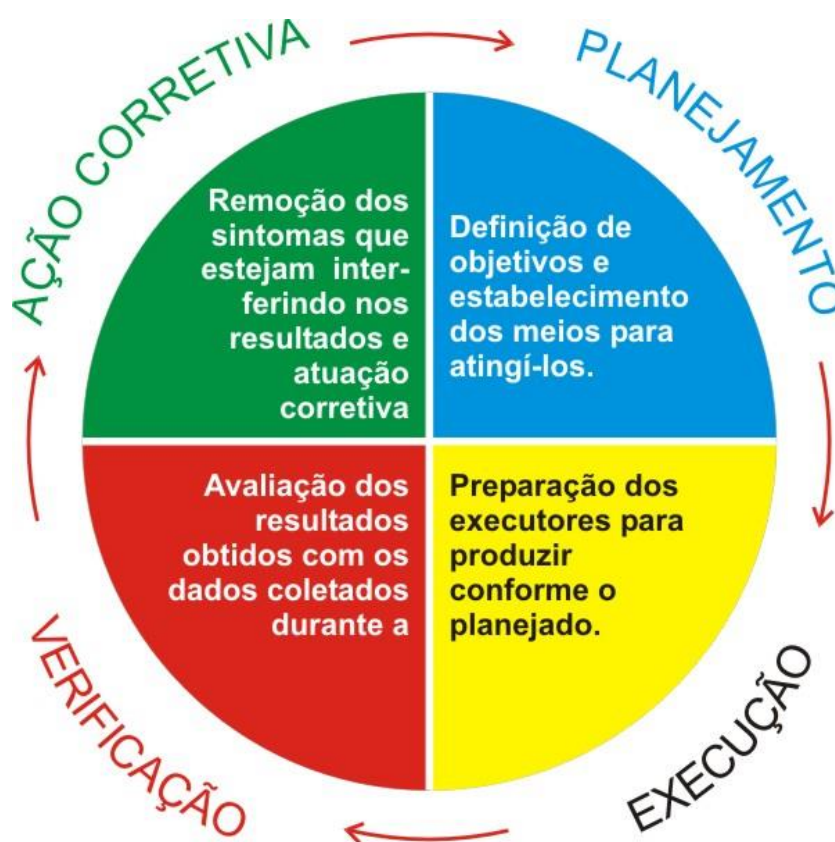 AÇÃO CORRETIVA
PLANEJAMENTO
Remoção dos
sintomas que
estejam inter-
ferindo nos
resultados e
atuação
corretiva
Definição de
objetivos e
estabelecimento
dos meios para
atingí-los.
Avaliação dos
resultados
obtidos com os
dados coletados
durante a
Preparação dos
executores para
produzir
conforme o
planejado.
VERIFICAÇÃO
EXECUÇÃO